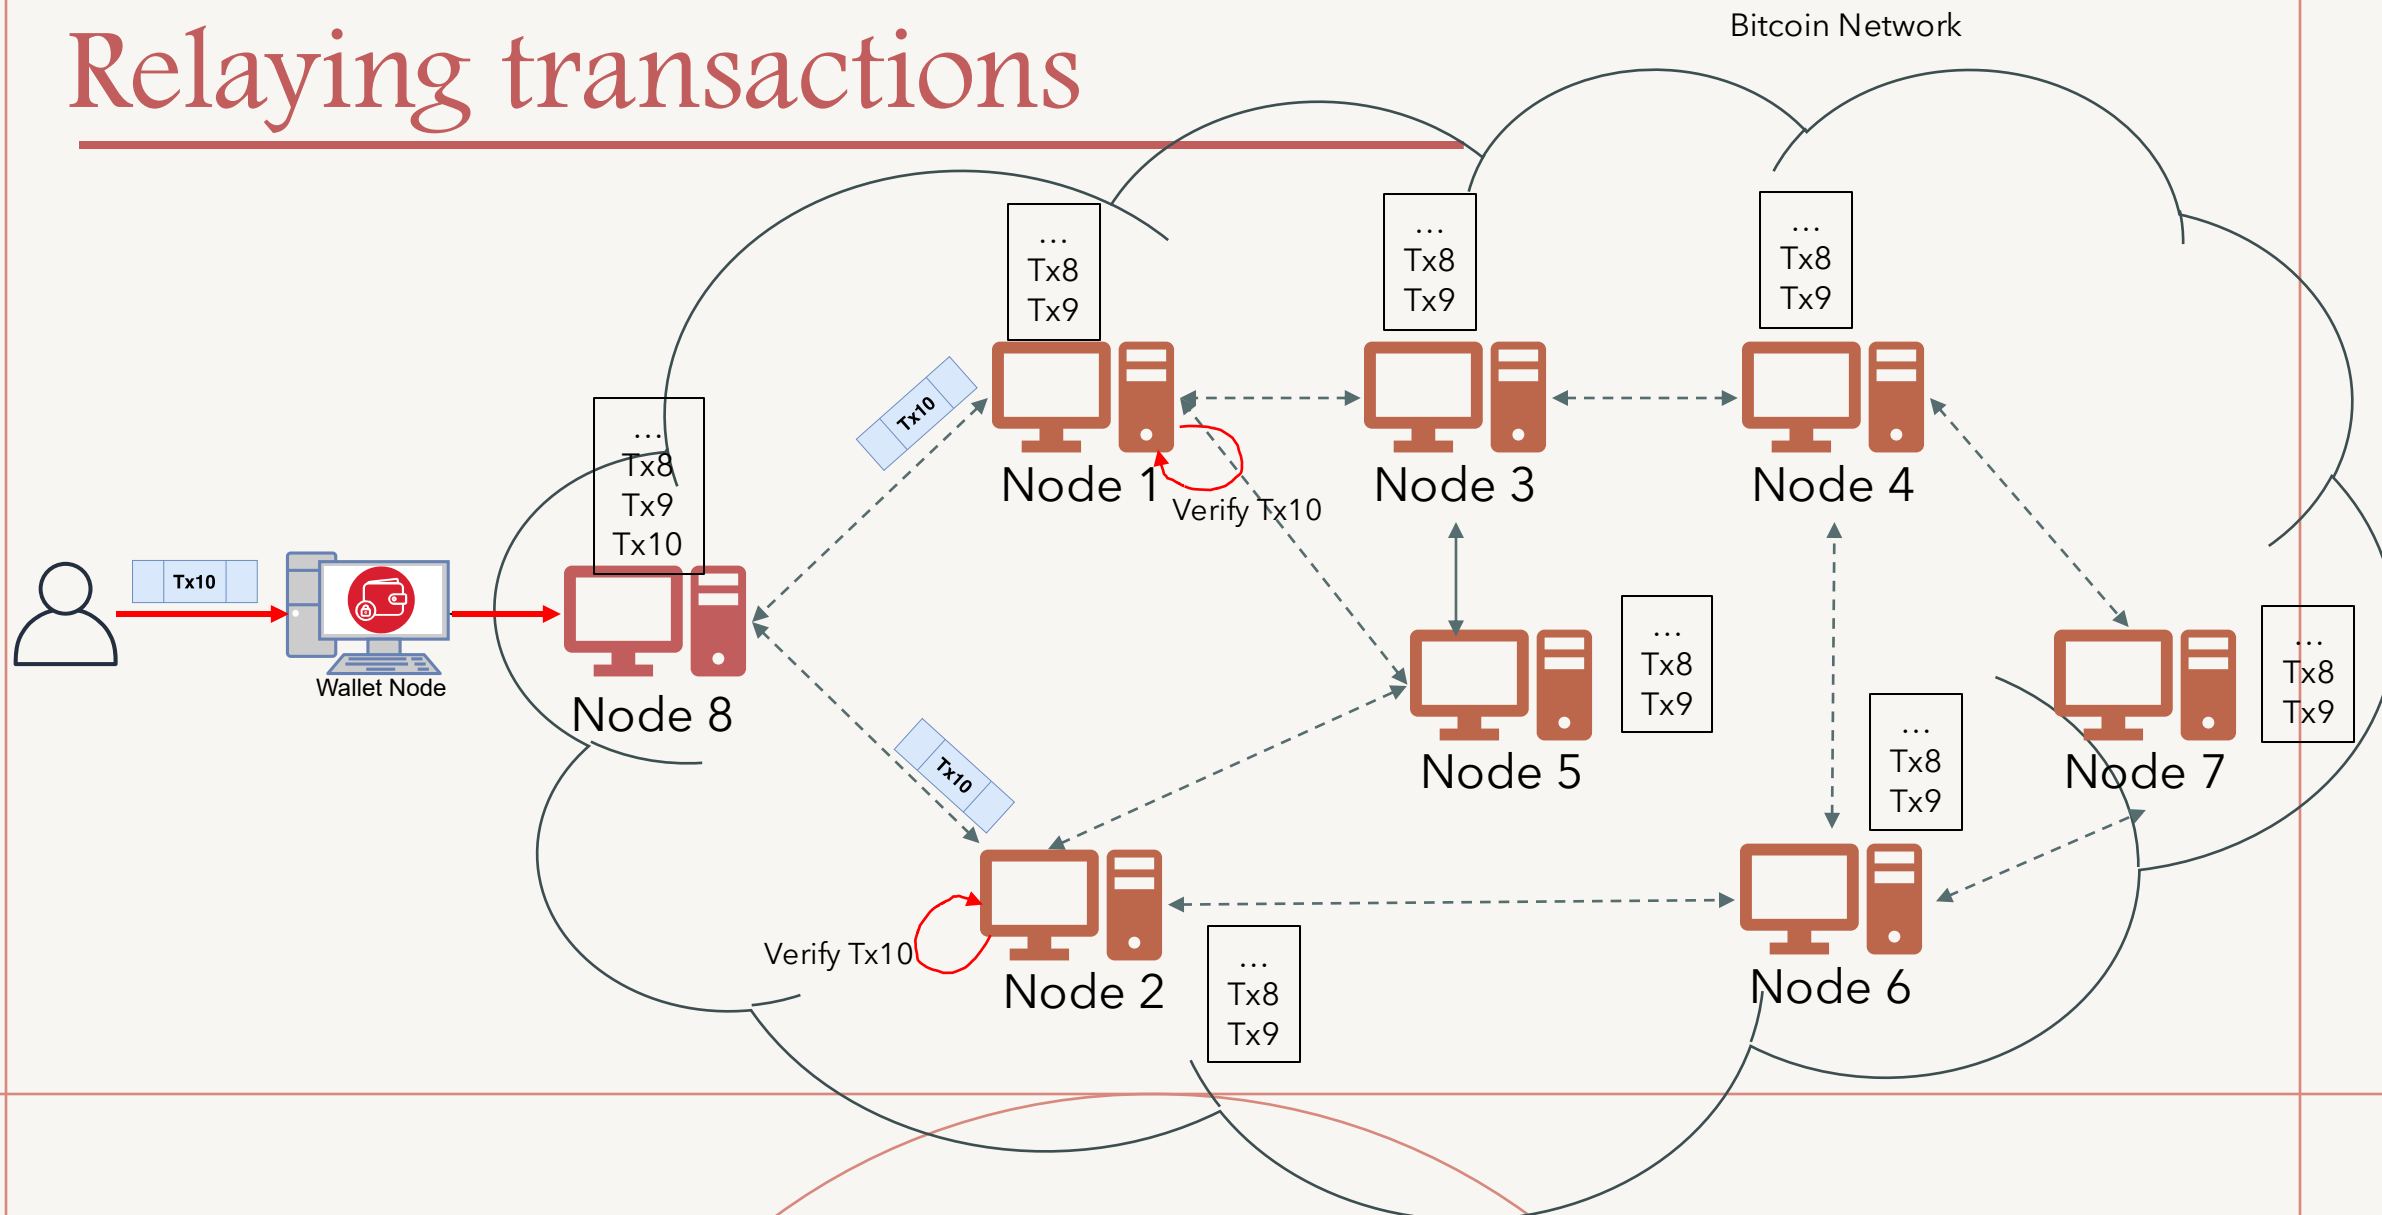 Relaying transactions
Bitcoin Network
…
Tx8
Tx9
…
Tx8
Tx9
…
Tx8
Tx9
Tx10
Node 1
Verify Tx10
Node 3
Node 4
…
Tx8
Tx9
Tx10
Tx10
Wallet Node
Node 8
…
Tx8
Tx9
Node 5
…
Tx8
Tx9
Node 7
Tx10
…
Tx8
Tx9
Node 6
Verify Tx10
Node 2
…
Tx8
Tx9